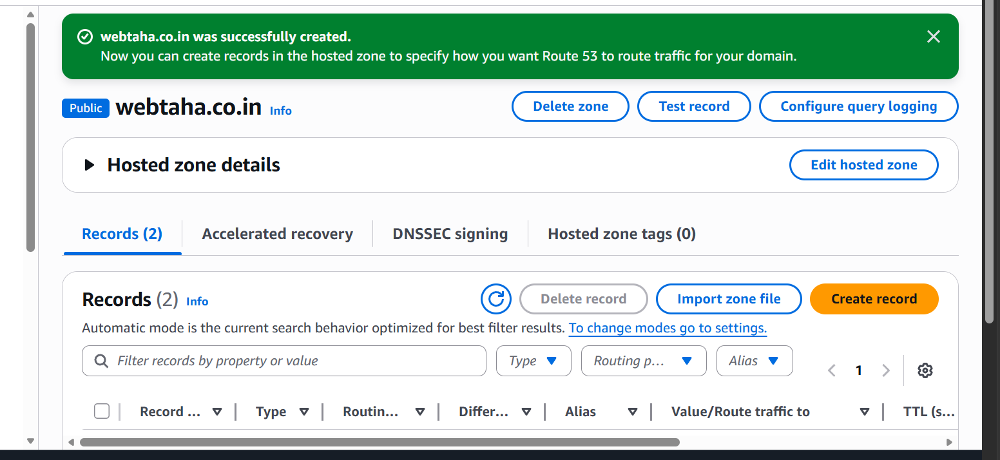 webtaha.co.in was successfully created.
Now you can create records in the hosted zone to specify how you want Route 53 to route traffic for your domain.
Public webtaha.co.in Info
Delete zone
Test record
Configure query logging
Hosted zone details
Edit hosted zone
Records (2)
Accelerated recovery
DNSSEC signing
Hosted zone tags (0)
Records (2) Info
Delete record
Import zone file
Create record
Automatic mode is the current search behavior optimized for best filter results. To change modes go to settings.
Filter records by property or value
Type
Routing p...
Alias
1
Record ...
Type
Routin...
Differ...
Alias
Value/Route traffic to
TTL (s...